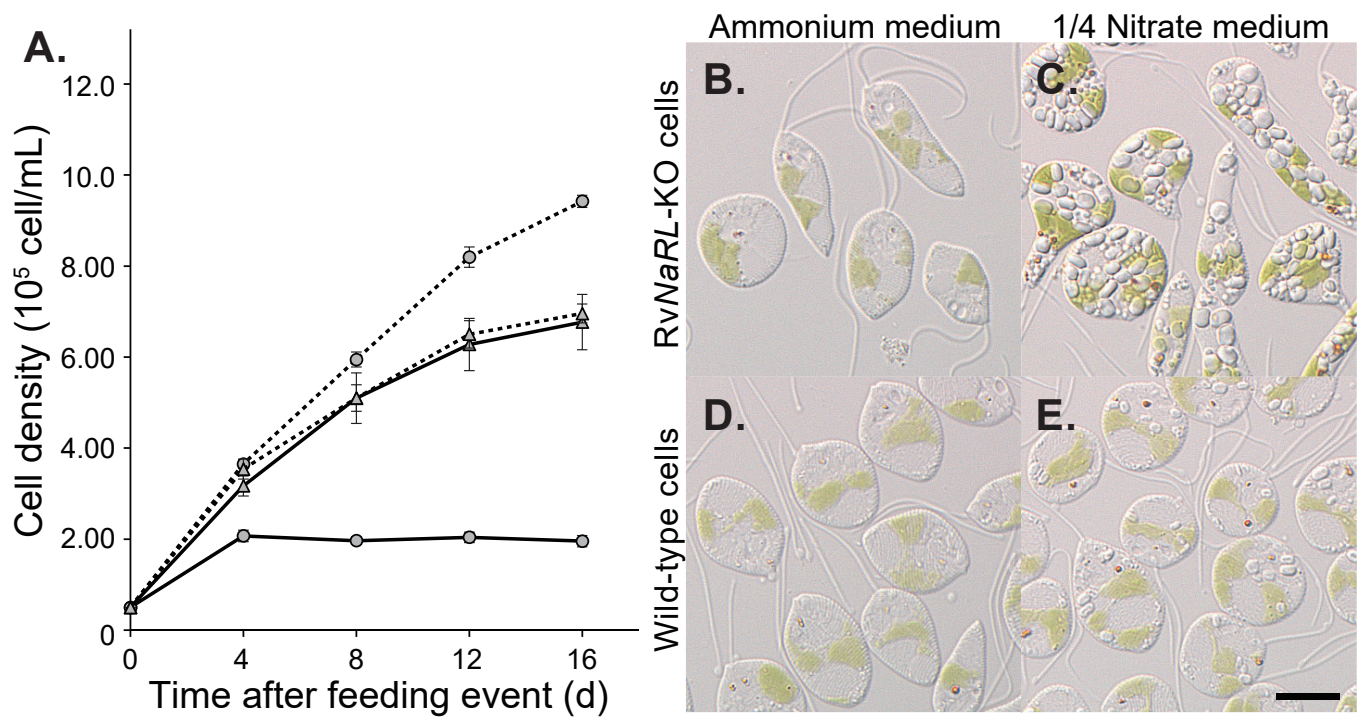 A.
Cell density (10⁵ cell/mL)
12.0
10.0
8.00
6.00
4.00
2.00
0
0 4 8 12 16
Time after feeding event (d)
Ammonium medium 1/4 Nitrate medium
RvNaRL-KO cells
B. C.
Wild-type cells
D. E.